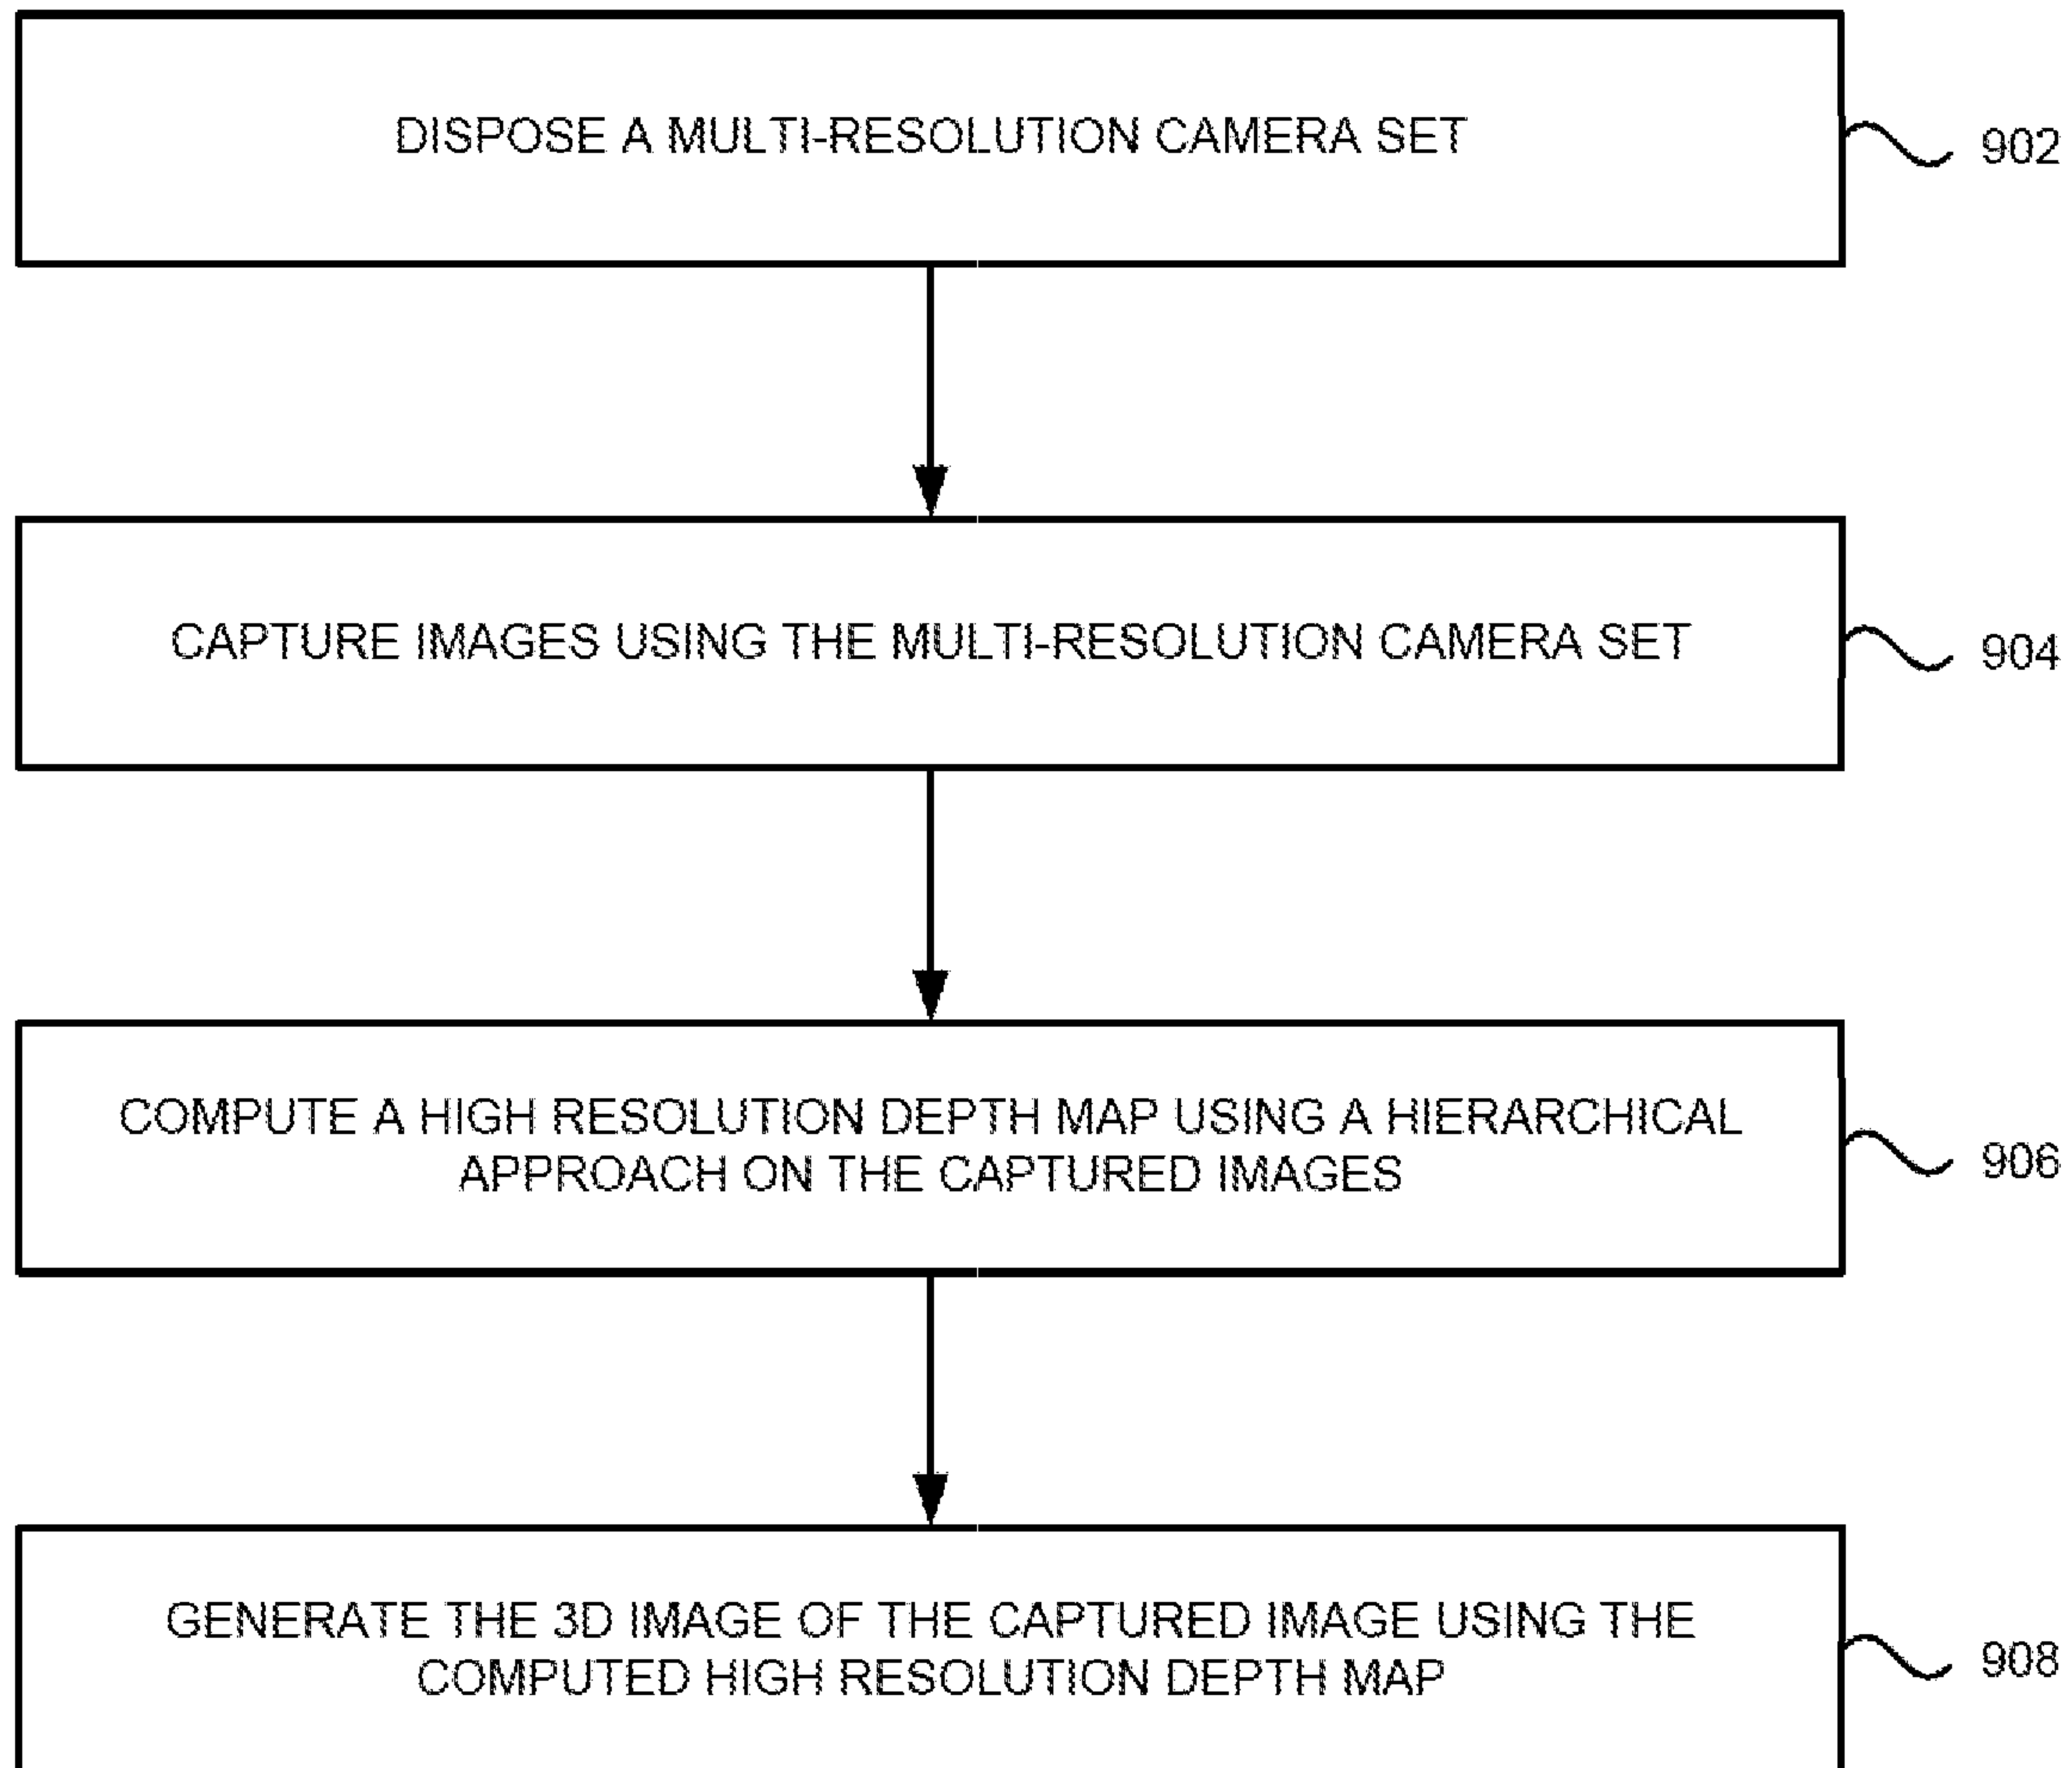 DISPOSE A MULTI-RESOLUTION CAMERA SET
902
CAPTURE IMAGES USING THE MULTI-RESOLUTION CAMERA SET
904
COMPUTE A HIGH RESOLUTION DEPTH MAP USING A HIERARCHICAL
APPROACH ON THE CAPTURED IMAGES
906
GENERATE THE 3D IMAGE OF THE CAPTURED IMAGE USING THE
COMPUTED HIGH RESOLUTION DEPTH MAP
908